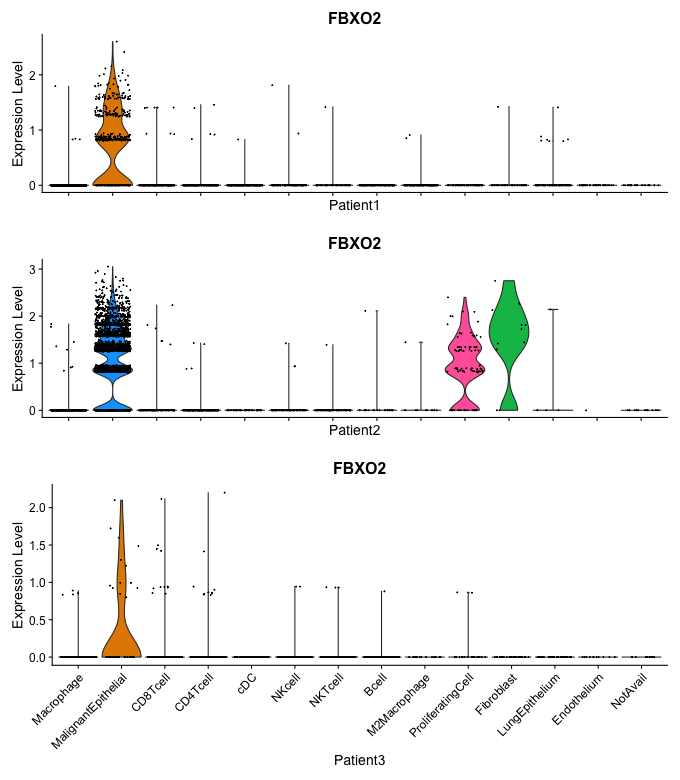 FBXO2
Expression Level
2
1
0
Patient1
FBXO2
Expression Level
3
2
1
0
Patient2
FBXO2
Expression Level
2.0
1.5
1.0
0.5
0.0
Macrophage
MalignantEpithelial
CD8Tcell
CD4Tcell
cDC
NKcell
NKTcell
Bcell
M2Macrophage
ProliferatingCell
Fibroblast
LungEpithelium
Endothelium
NotAvail
Patient3